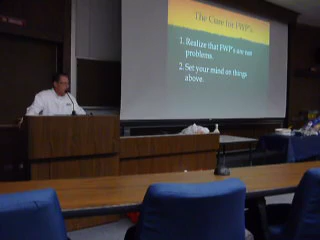 The Cure for FWP's
1. Realize that FWP's are not
problems.
2. Set your mind on things
above.